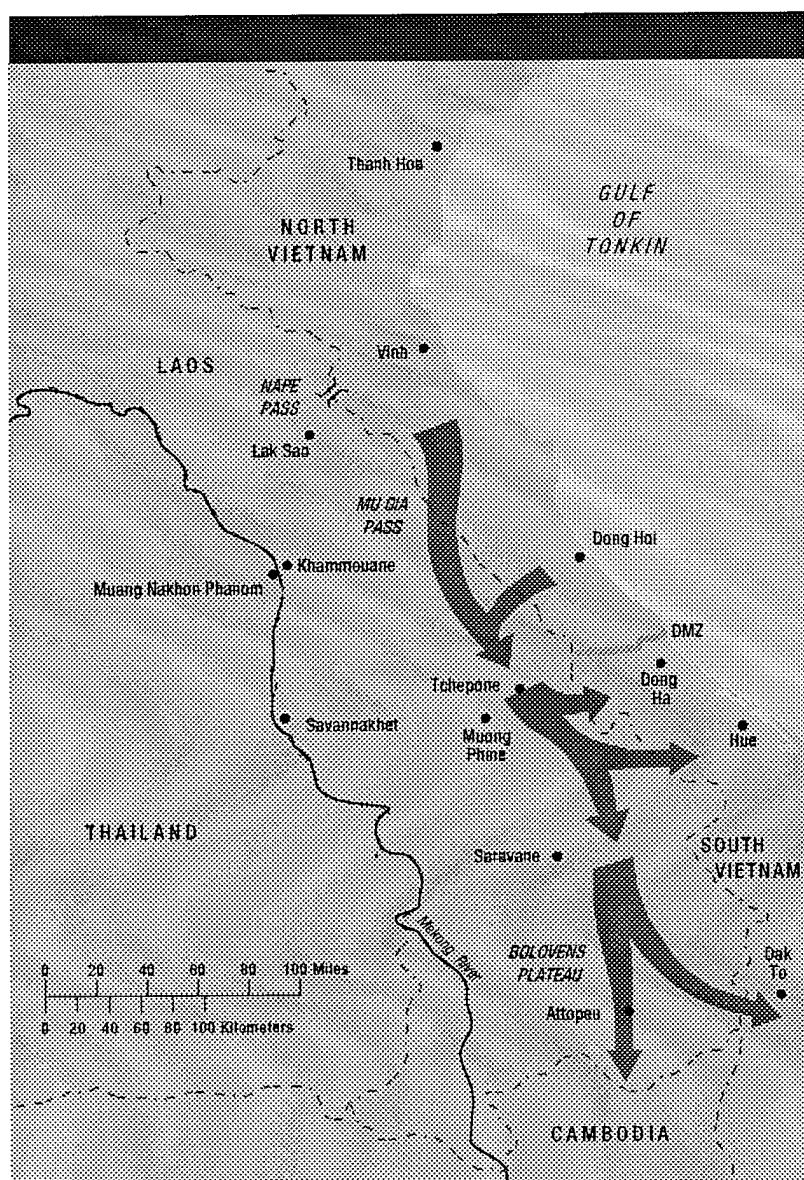 Thanh Hoa
GULF
OF
TONKIN
NORTH
VIETNAM
Vinh
LAOS
NAPE
PASS
Lak Sao
MU GIA
PASS
Dong Hoi
Khammouane
Muang Nakhon Phanom
DMZ
Dong
Ha
Tchepone
Savannakhet
Muong
Phine
Hue
THAILAND
Saravane
SOUTH
VIETNAM
Mekong River
BOLOVENS
PLATEAU
Dak
To
0 20 40 60 80 100 Miles
Attopeu
0 20 40 60 80 100 Kilometers
CAMBODIA